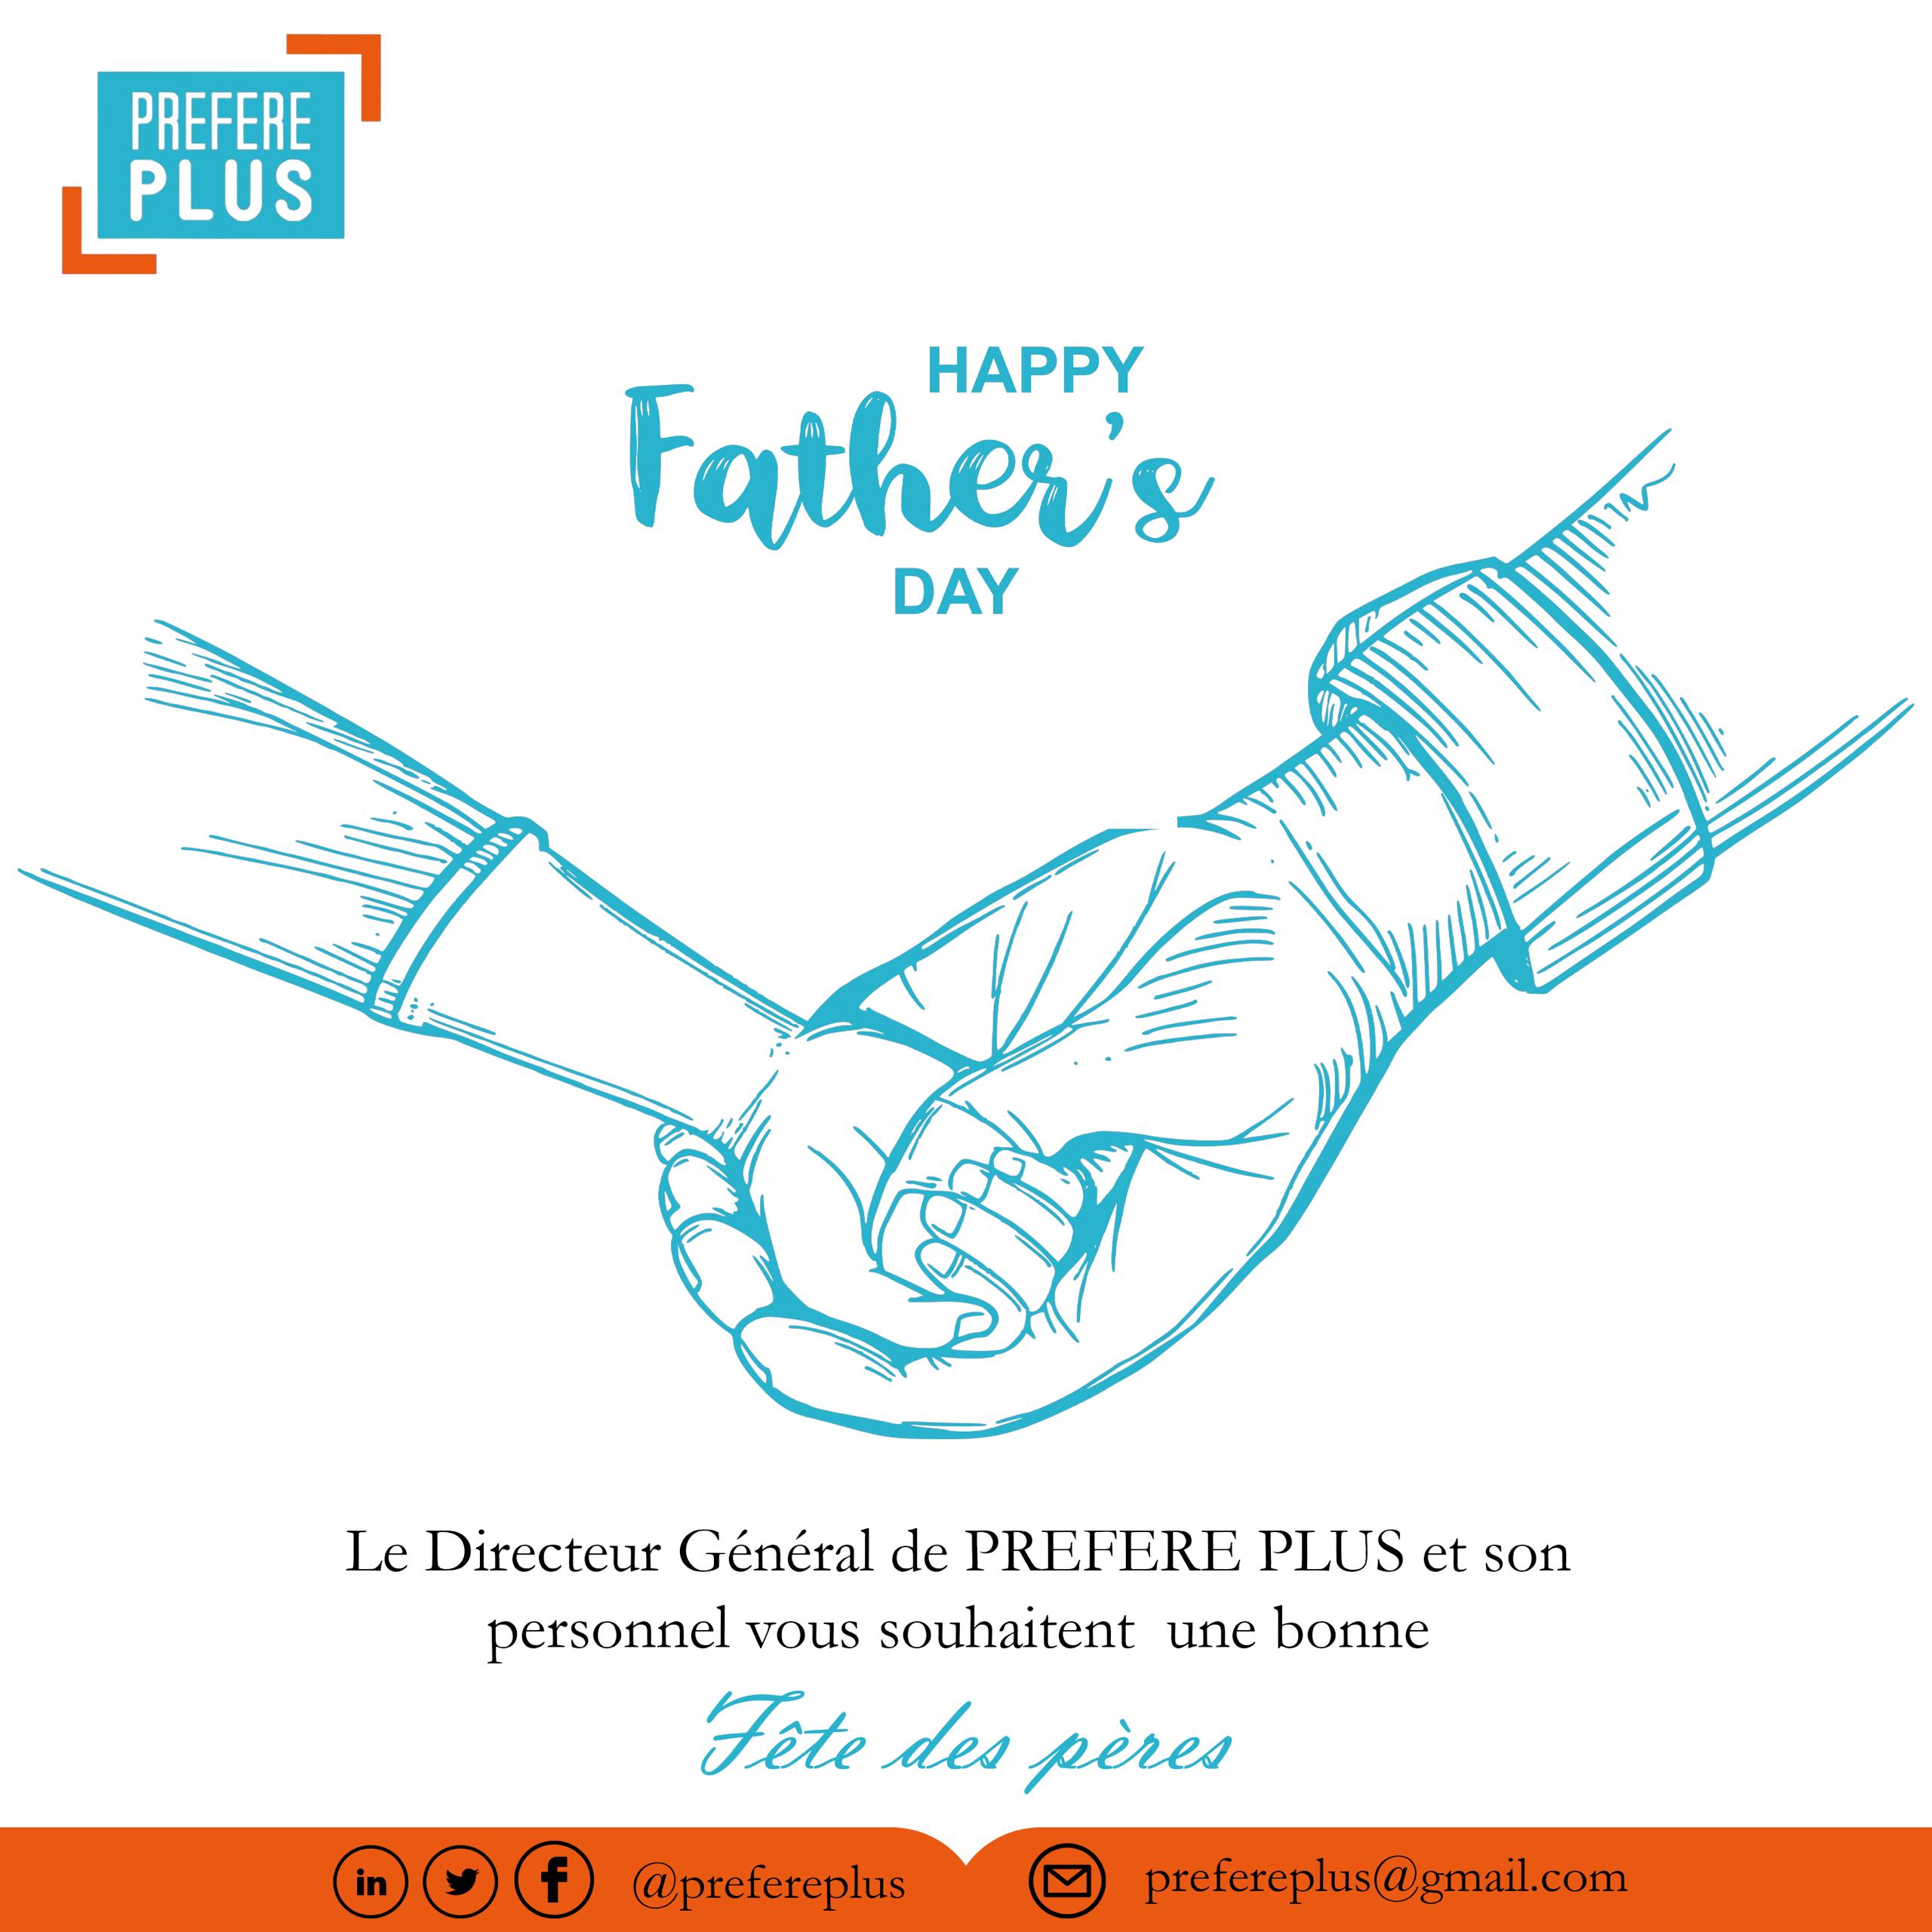 PREFERE
PLUS
HAPPY
Father's
DAY
Le Directeur Général de PREFERE PLUS et son
personnel vous souhaitent une bonne
Fête des pères
in
f
@prefereplus
prefereplus@gmail.com